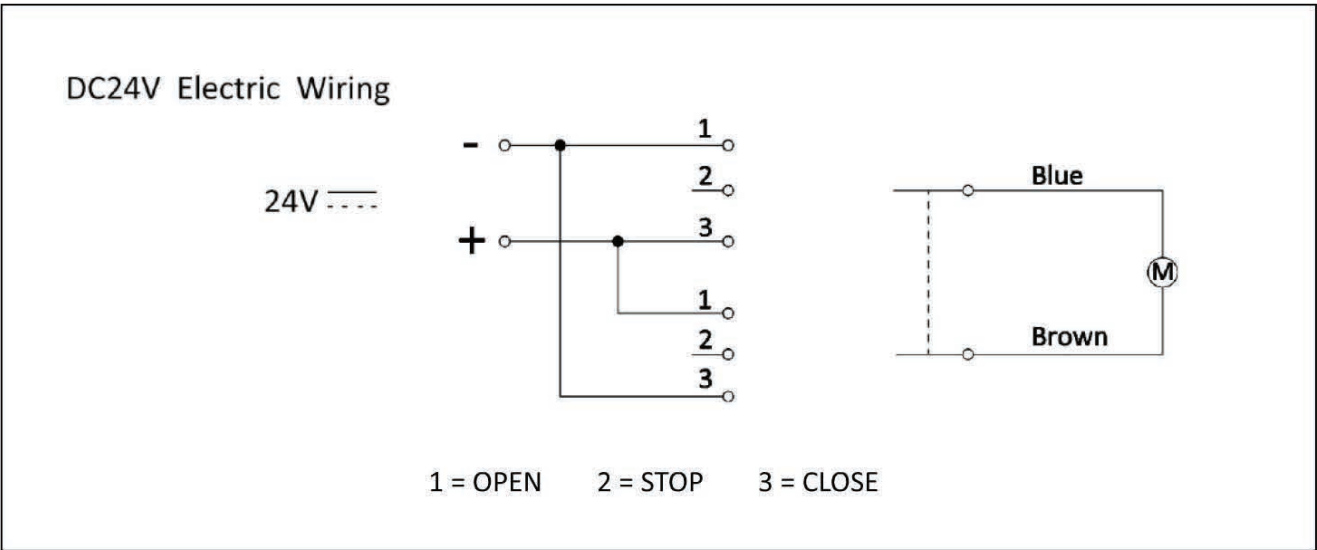 DC24V Electric Wiring
- 1
2
24V
+ 3
1
2
3
Blue
M
Brown
1 = OPEN 2 = STOP 3 = CLOSE